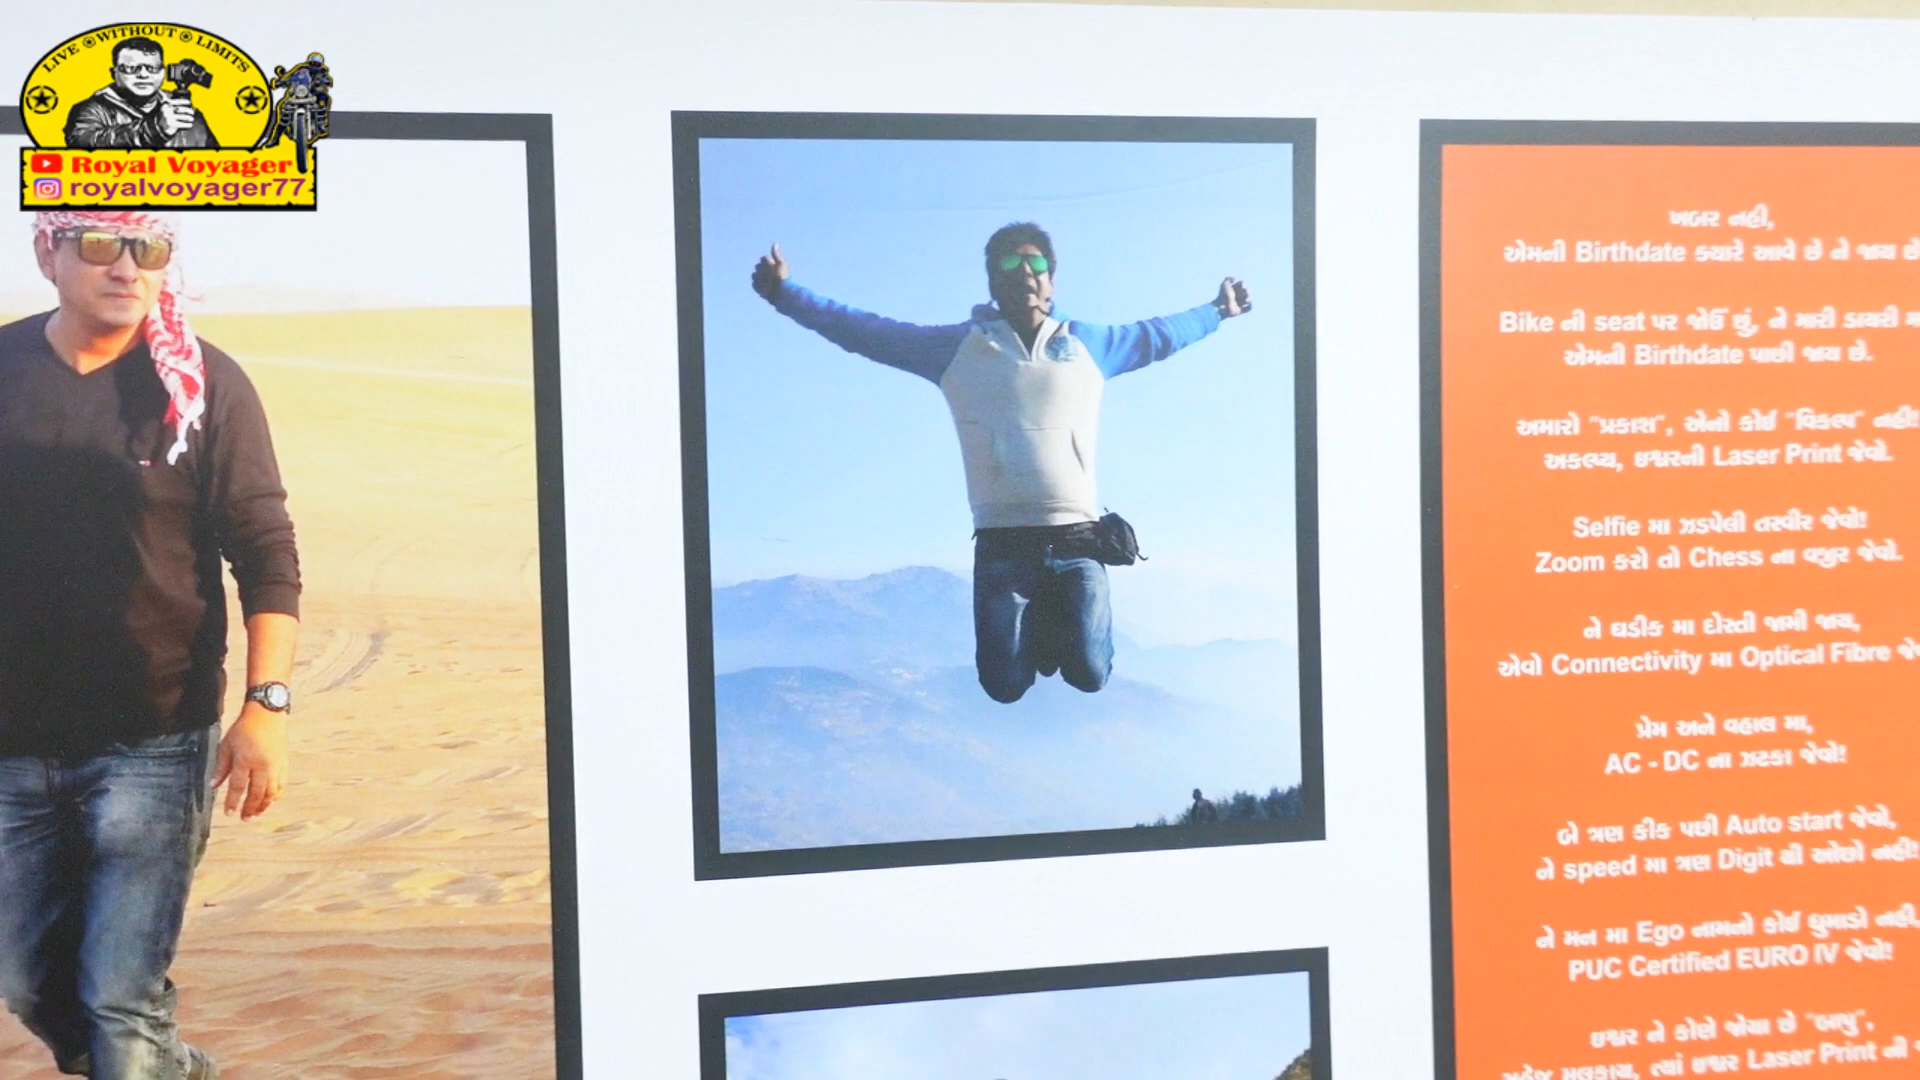 LIVE WITHOUT LIMITS
Royal Voyager
royalvoyager77
ખબર નહી,
એમની Birthdate ક્યારે આવે છે ને જાય છે
Bike ની seat પર જોઉં છું, ને મારી ડાયરી મા
એમની Birthdate પાછી જાય છે.
અમારો "પ્રકાશ", એનો કોઈ "વિકલ્પ" નહી!
અકલ્પ્ય, ઇશ્વરની Laser Print જેવો.
Selfie મા ઝડપેલી તસ્વીર જેવો!
Zoom કરો તો Chess ના વજીર જેવો.
ને ઘડીક મા દોસ્તી જામી જાય,
એવો Connectivity મા Optical Fibre
પ્રેમ અને વહાલ મા,
AC - DC ના ઝટકા જેવો!
બે ત્રણ કીક પછી Auto start જેવો,
ને speed મા ત્રણ Digit થી ઓછો નહી!
ને મન મા Ego નામનો કોઈ ધુમાડો નહી,
PUC Certified EURO IV જેવો!
ઇશ્વર ને કોણે જોયા છે "બાપુ",
મલકાય, ત્યાં ઇશ્વર Laser Print ની